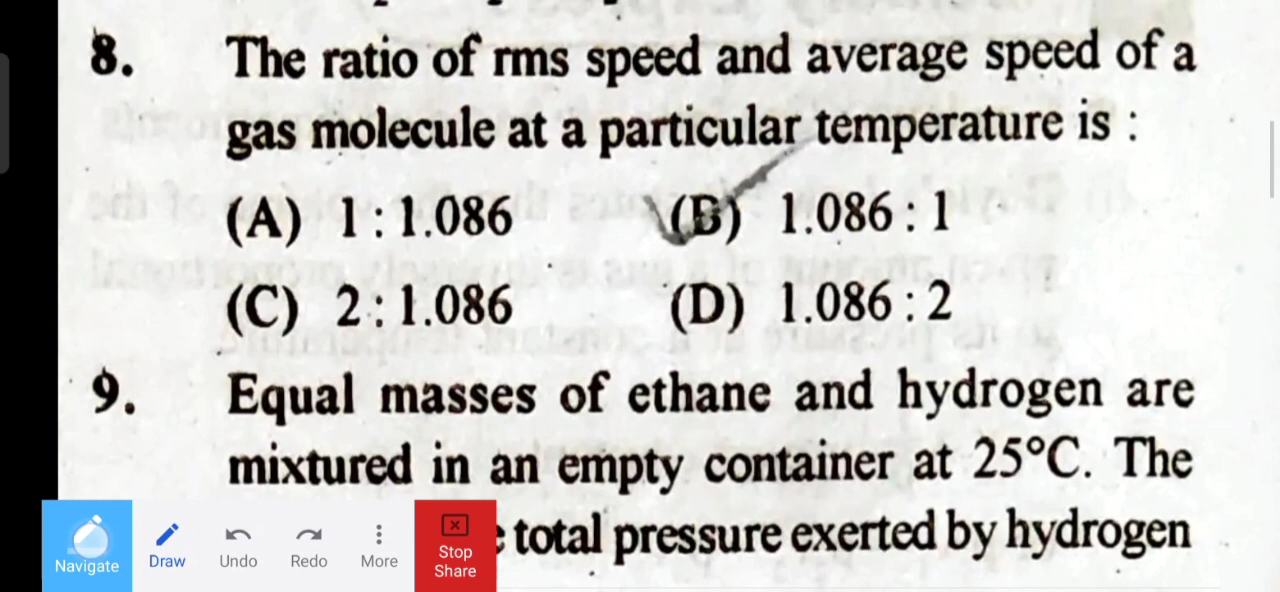 8. The ratio of rms speed and average speed of a
gas molecule at a particular temperature is :
(A) 1 : 1.086 (B) 1.086 : 1
(C) 2 : 1.086 (D) 1.086 : 2
9. Equal masses of ethane and hydrogen are
mixtured in an empty container at 25°C. The
total pressure exerted by hydrogen
Navigate Draw Undo Redo More Stop
Share